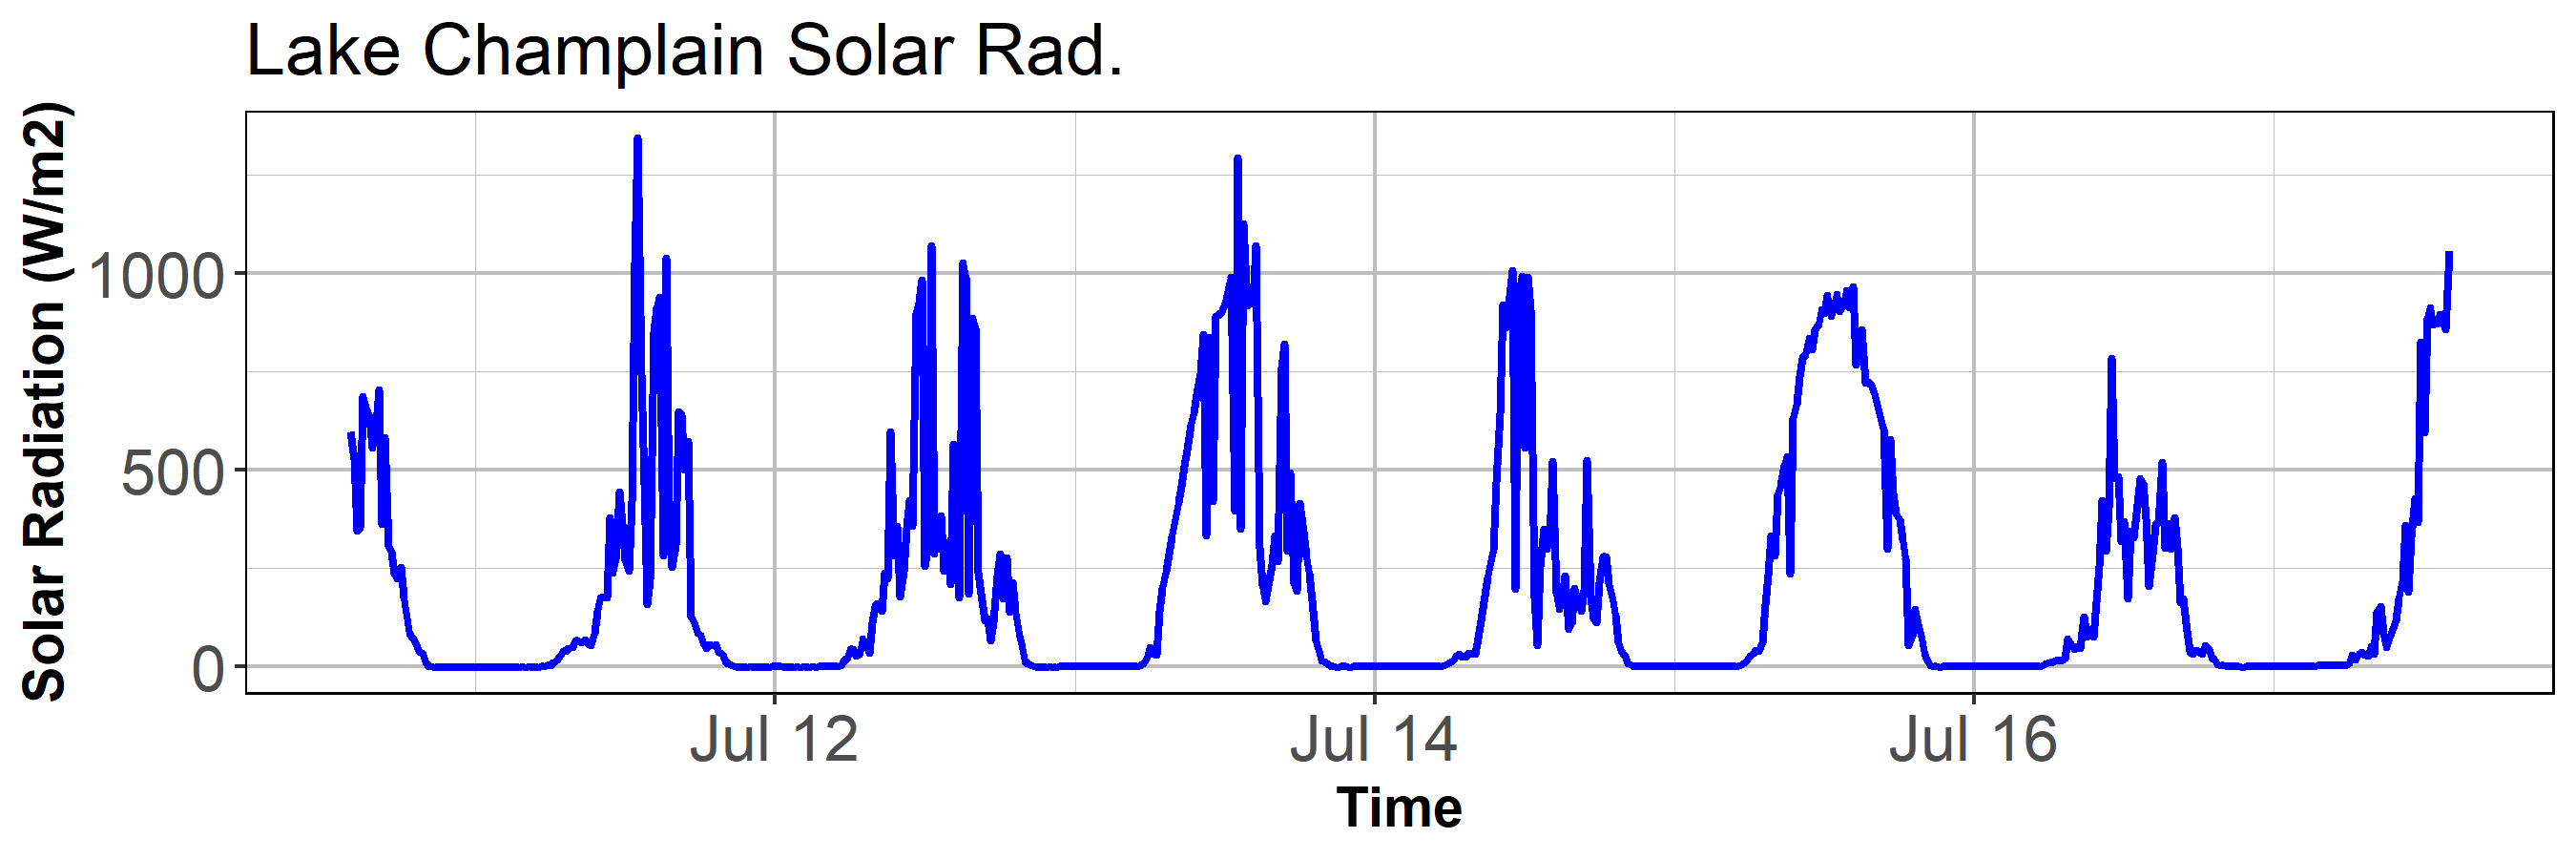 Lake Champlain Solar Rad.
Solar Radiation (W/m2)
1000
500
0
Jul 12
Jul 14
Jul 16
Time